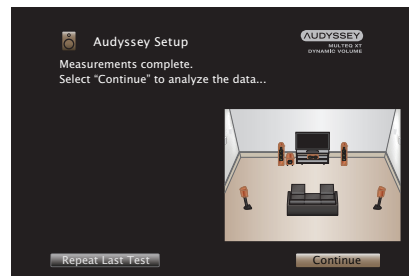 Audyssey Setup
AUDYSSEY
MULTEQ XT
DYNAMIC VOLUME
Measurements complete.
Select “Continue” to analyze the data...
Repeat Last Test
Continue